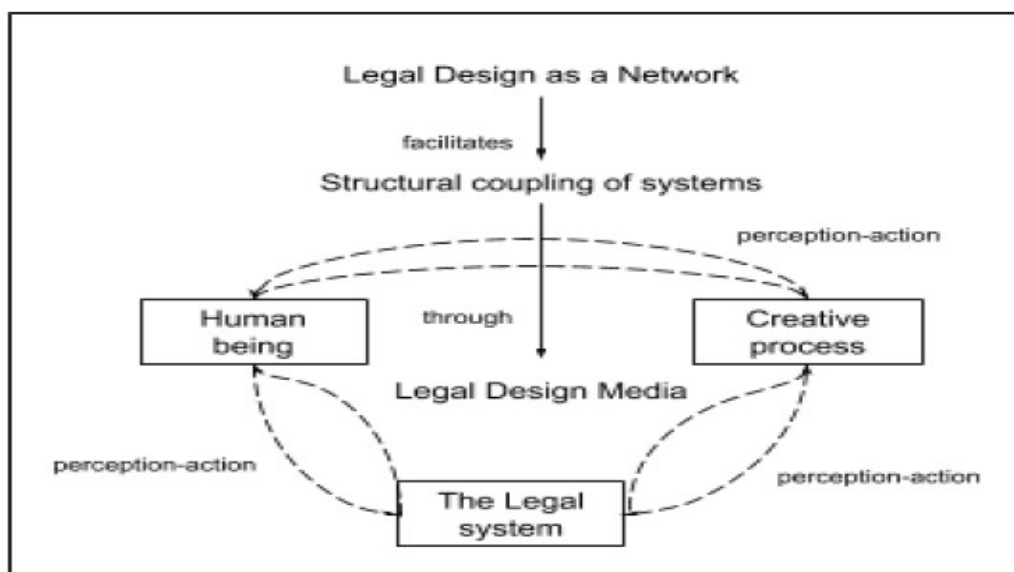 Legal Design as a Network
facilitates
Structural coupling of systems
perception-action
Human
being
through
Creative
process
Legal Design Media
perception-action
perception-action
The Legal
system